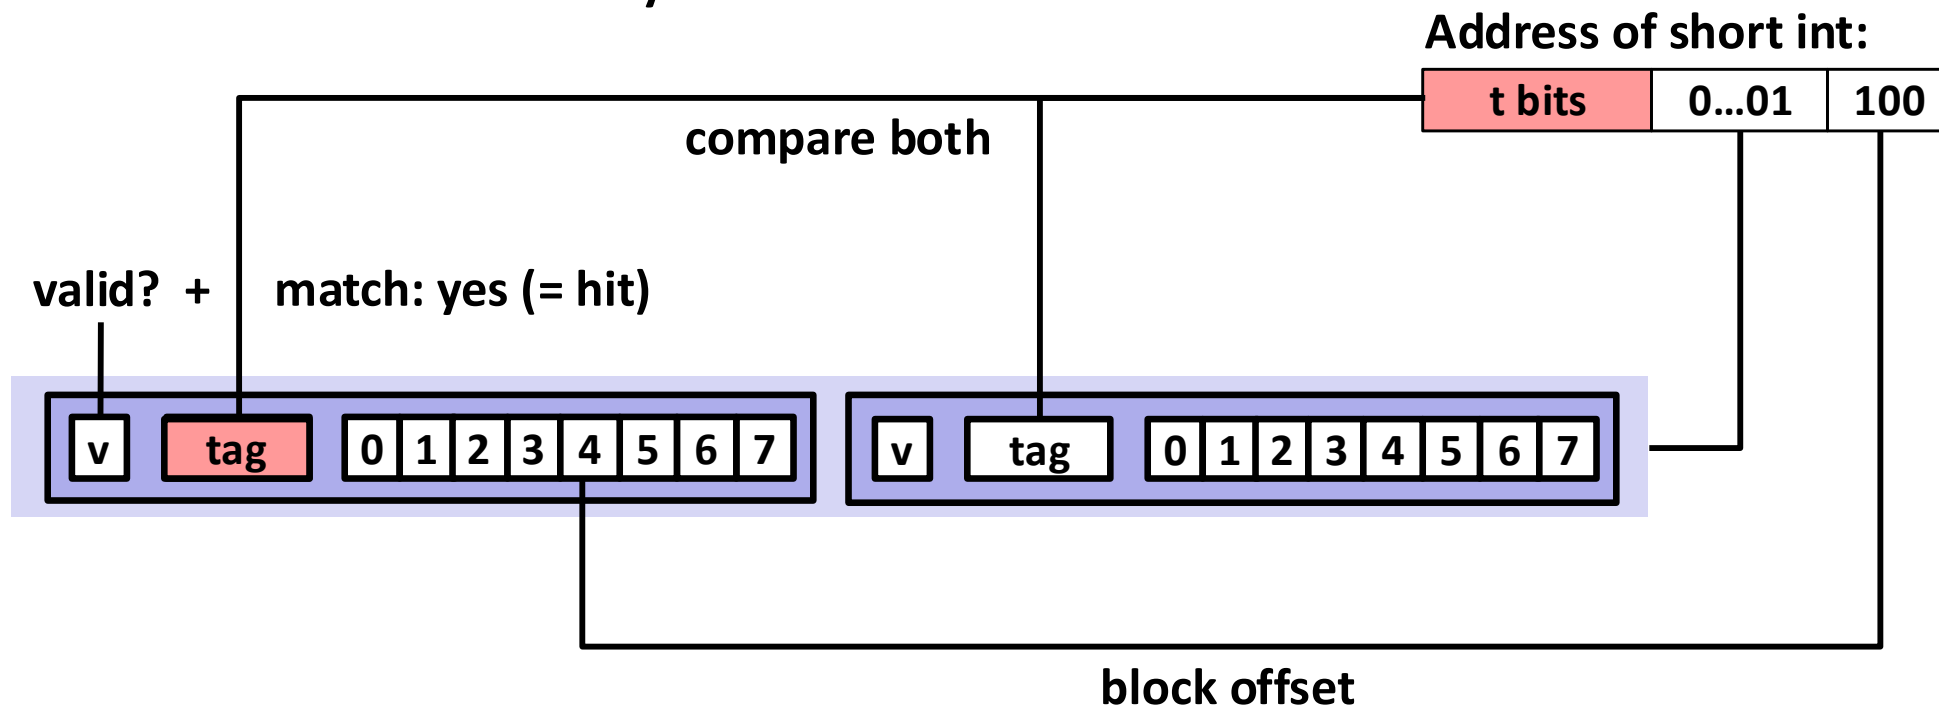 Address of short int:
t bits 0...01 100
compare both
valid? + match: yes (= hit)
v tag 0 1 2 3 4 5 6 7 v tag 0 1 2 3 4 5 6 7
block offset